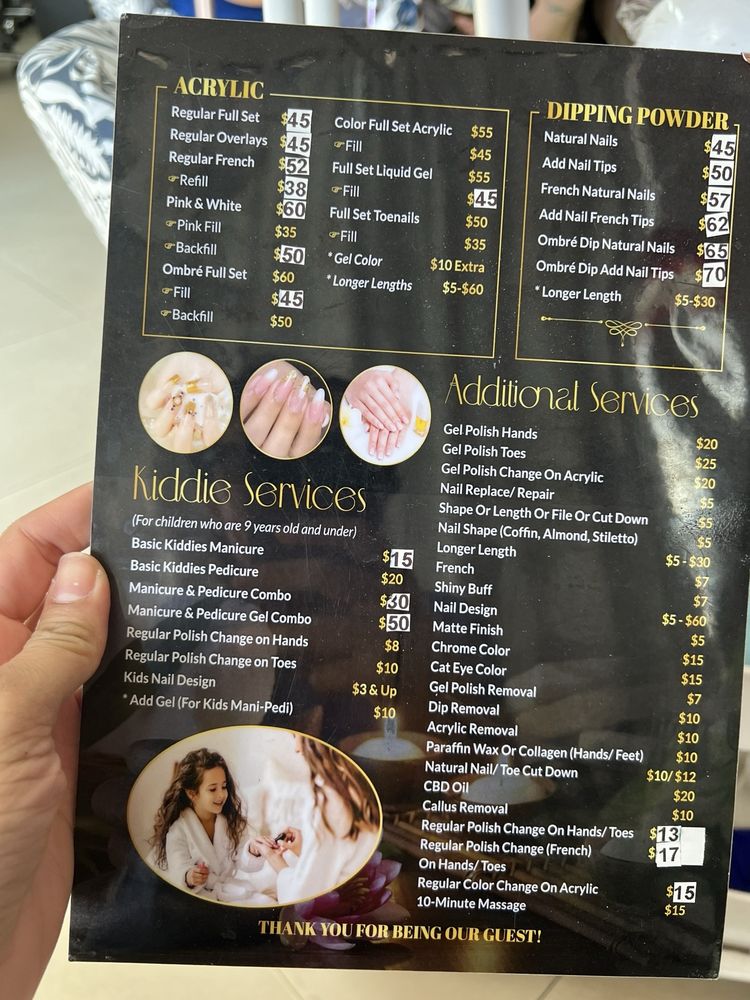 ACRYLIC
Regular Full Set $45
Regular Overlays $45
Regular French $52
☞Refill $38
Pink & White $60
☞Pink Fill $35
☞Backfill $50
Ombré Full Set $60
☞Fill $45
☞Backfill $50
Color Full Set Acrylic $55
☞Fill $45
Full Set Liquid Gel $55
☞Fill $45
Full Set Toenails $50
☞Fill $35
* Gel Color $10 Extra
* Longer Lengths $5-$60
DIPPING POWDER
Natural Nails $45
Add Nail Tips $50
French Natural Nails $57
Add Nail French Tips $62
Ombré Dip Natural Nails $65
Ombré Dip Add Nail Tips $70
* Longer Length $5-$30
Kiddie Services
(For children who are 9 years old and under)
Basic Kiddies Manicure $15
Basic Kiddies Pedicure $20
Manicure & Pedicure Combo $30
Manicure & Pedicure Gel Combo $50
Regular Polish Change on Hands $8
Regular Polish Change on Toes $10
Kids Nail Design $3 & Up
* Add Gel (For Kids Mani-Pedi) $10
Additional Services
Gel Polish Hands $20
Gel Polish Toes $25
Gel Polish Change On Acrylic $20
Nail Replace/ Repair $5
Shape Or Length Or File Or Cut Down $5
Nail Shape (Coffin, Almond, Stiletto) $5
Longer Length $5 - $30
French $7
Shiny Buff $7
Nail Design $5 - $60
Matte Finish $5
Chrome Color $15
Cat Eye Color $15
Gel Polish Removal $7
Dip Removal $10
Acrylic Removal $10
Paraffin Wax Or Collagen (Hands/ Feet) $10
Natural Nail/ Toe Cut Down $10/ $12
CBD Oil $20
Callus Removal $10
Regular Polish Change On Hands/ Toes $13
Regular Polish Change (French) $17
On Hands/ Toes
Regular Color Change On Acrylic $15
10-Minute Massage $15
THANK YOU FOR BEING OUR GUEST!